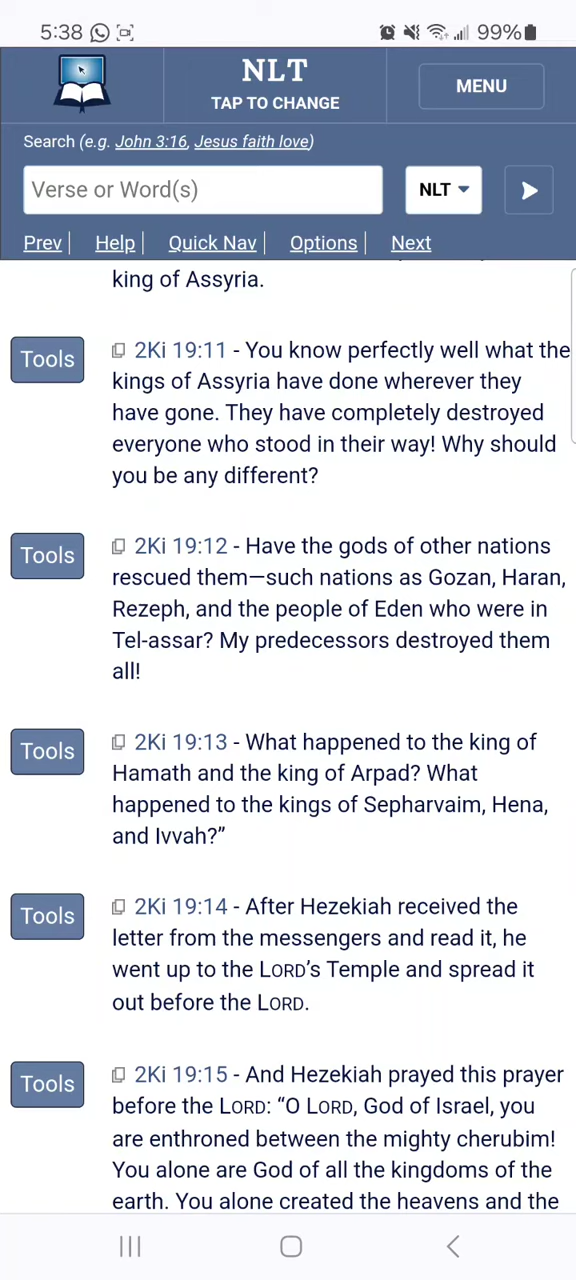 5:38 99%
NLT
TAP TO CHANGE
MENU
Search (e.g. John 3:16, Jesus faith love)
Verse or Word(s)
NLT
Prev| Help| Quick Nav| Options| Next
king of Assyria.
Tools
2Ki 19:11 - You know perfectly well what the
kings of Assyria have done wherever they
have gone. They have completely destroyed
everyone who stood in their way! Why should
you be any different?
Tools
2Ki 19:12 - Have the gods of other nations
rescued them—such nations as Gozan, Haran,
Rezeph, and the people of Eden who were in
Tel-assar? My predecessors destroyed them
all!
Tools
2Ki 19:13 - What happened to the king of
Hamath and the king of Arpad? What
happened to the kings of Sepharvaim, Hena,
and Ivvah?”
Tools
2Ki 19:14 - After Hezekiah received the
letter from the messengers and read it, he
went up to the LORD’s Temple and spread it
out before the LORD.
Tools
2Ki 19:15 - And Hezekiah prayed this prayer
before the LORD: “O LORD, God of Israel, you
are enthroned between the mighty cherubim!
You alone are God of all the kingdoms of the
earth. You alone created the heavens and the